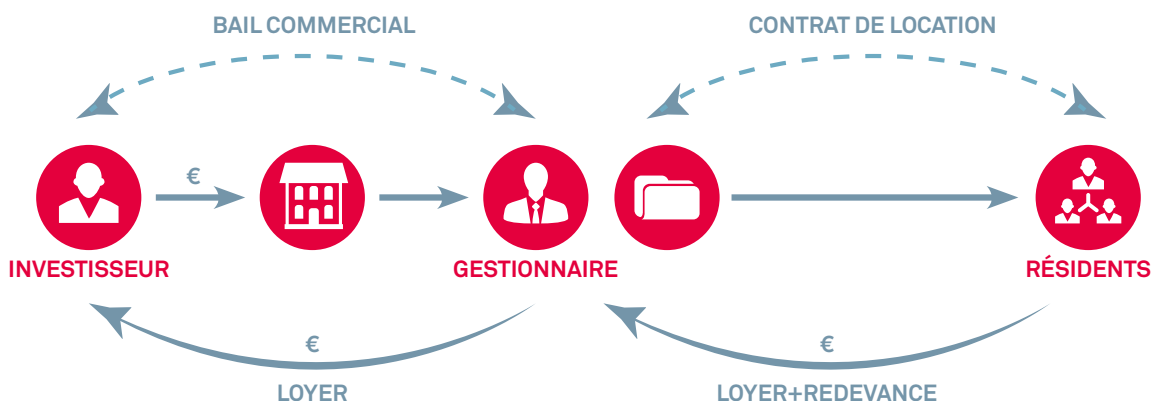 BAIL COMMERCIAL
CONTRAT DE LOCATION
€
INVESTISSEUR
GESTIONNAIRE
RÉSIDENTS
€
€
LOYER
LOYER+REDEVANCE